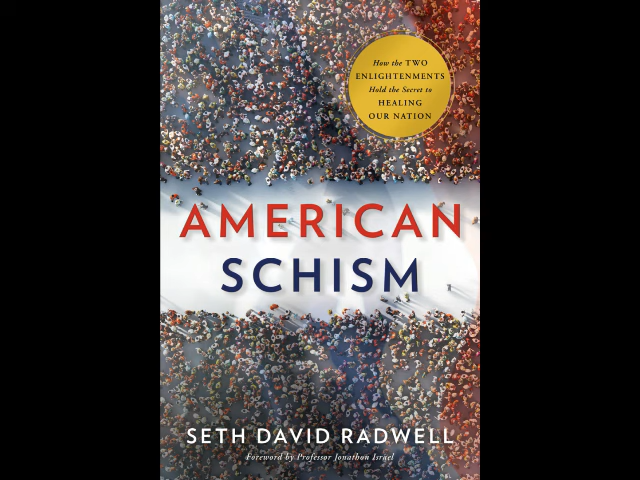 How the TWO
ENLIGHTENMENTS
Hold the Secret to
HEALING
OUR NATION
AMERICAN
SCHISM
SETH DAVID RADWELL
Foreword by Professor Jonathon Israel